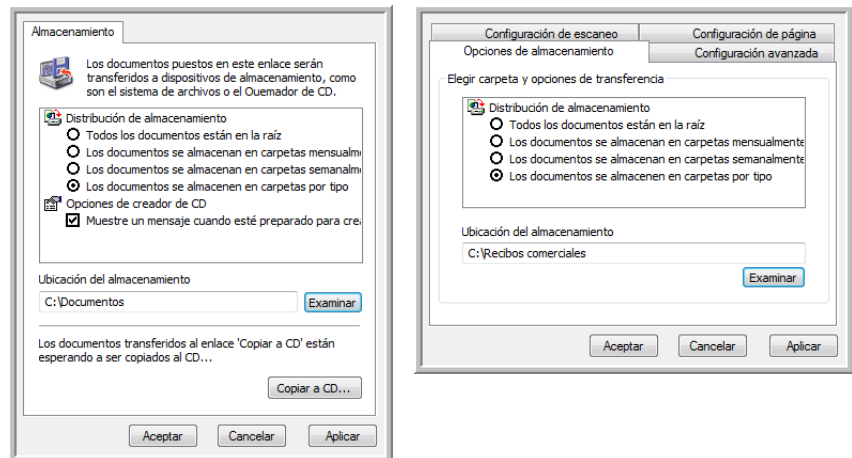 Almacenamiento
Los documentos puestos en este enlace serán
transferidos a dispositivos de almacenamiento, como
son el sistema de archivos o el Ouemador de CD.
Distribución de almacenamiento
Todos los documentos están en la raíz
Los documentos se almacenan en carpetas mensualm
Los documentos se almacenan en carpetas semanalm
Los documentos se almacenen en carpetas por tipo
Opciones de creador de CD
Muestre un mensaje cuando esté preparado para crea
Ubicación del almacenamiento
C:\Documentos
Examinar
Los documentos transferidos al enlace 'Copiar a CD' están
esperando a ser copiados al CD...
Copiar a CD...
Aceptar
Cancelar
Aplicar
Configuración de escaneo
Configuración de página
Opciones de almacenamiento
Configuración avanzada
Elegir carpeta y opciones de transferencia
Distribución de almacenamiento
Todos los documentos están en la raíz
Los documentos se almacenan en carpetas mensualmente
Los documentos se almacenan en carpetas semanalmente
Los documentos se almacenen en carpetas por tipo
Ubicación del almacenamiento
C:\Recibos comerciales
Examinar
Aceptar
Cancelar
Aplicar